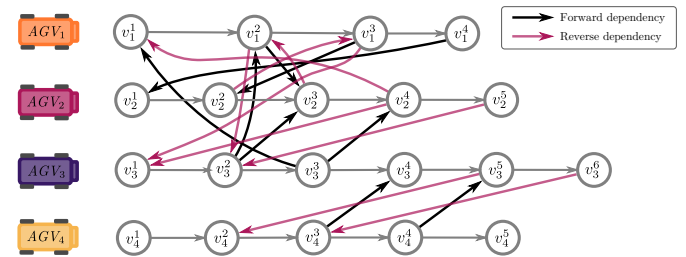 AGV₁ v₁¹ v₁² v₁³ v₁⁴ Forward dependency
Reverse dependency
AGV₂ v₂¹ v₂² v₂³ v₂⁴ v₂⁵
AGV₃ v₃¹ v₃² v₃³ v₃⁴ v₃⁵ v₃⁶
AGV₄ v₄¹ v₄² v₄³ v₄⁴ v₄⁵